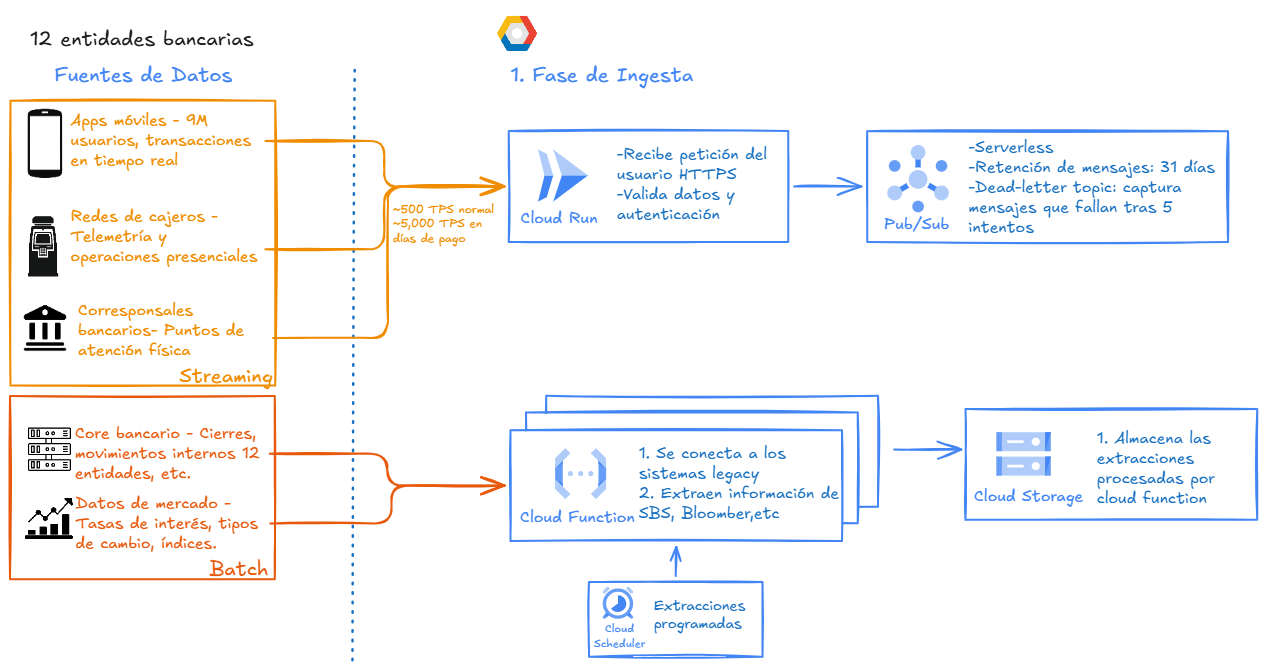 12 entidades bancarias
Fuentes de Datos
Apps móviles - 9M
usuarios, transacciones
en tiempo real
Redes de cajeros -
Telemetría y
operaciones presenciales
Corresponsales
bancarios- Puntos de
atención física
Streaming
Core bancario - Cierres,
movimientos internos 12
entidades, etc.
Datos de mercado -
Tasas de interés, tipos
de cambio, índices.
Batch
~500 TPS normal
~5,000 TPS en
días de pago
1. Fase de Ingesta
Cloud Run
-Recibe petición del
usuario HTTPS
-Valida datos y
autenticación
Pub/Sub
-Serverless
-Retención de mensajes: 31 días
-Dead-letter topic: captura
mensajes que fallan tras 5
intentos
Cloud Function
1. Se conecta a los
sistemas legacy
2. Extraen información de
SBS, Bloomber,etc
Cloud Storage
1. Almacena las
extracciones
procesadas por
cloud function
Cloud
Scheduler
Extracciones
programadas